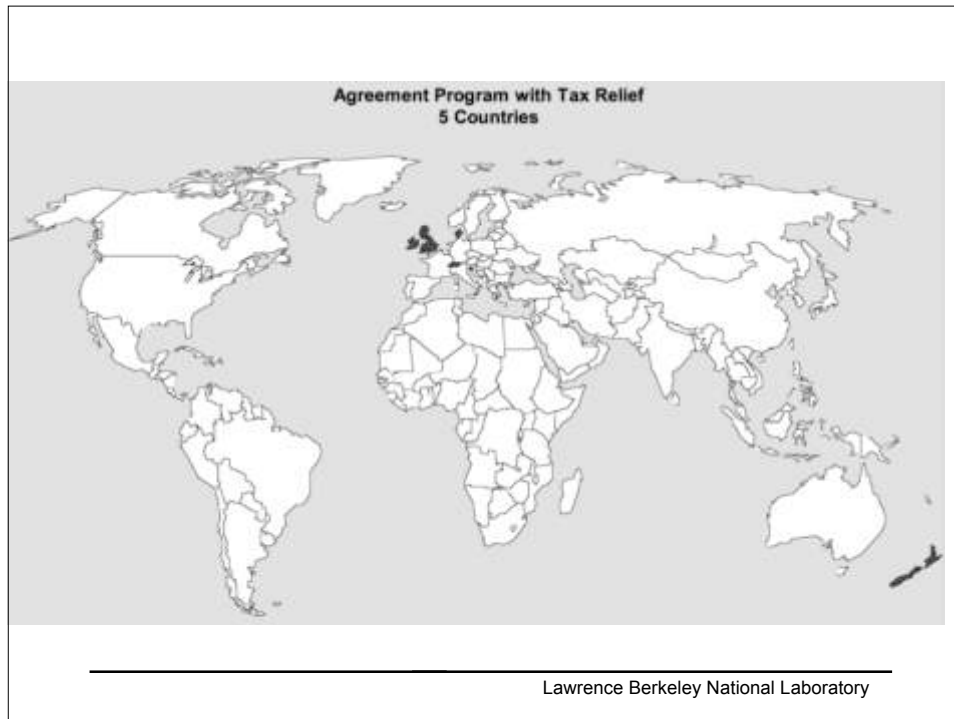 Agreement Program with Tax Relief
5 Countries
Lawrence Berkeley National Laboratory